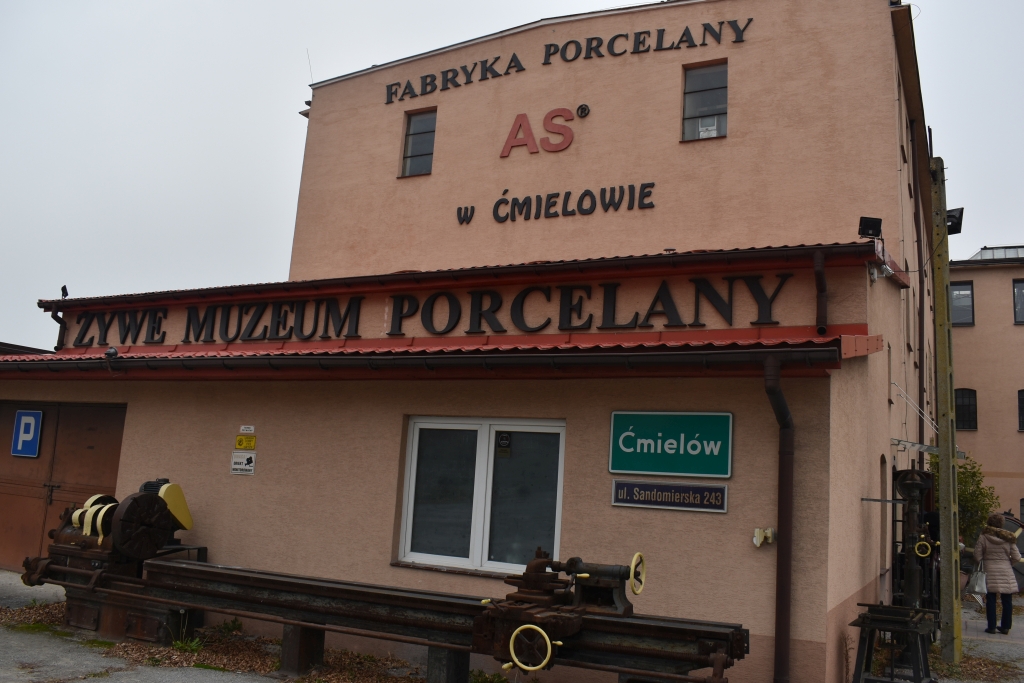 FABRYKA PORCELANY
AS®
W ĆMIELOWIE
ŻYWE MUZEUM PORCELANY
P
Ćmielów
ul. Sandomierska 243